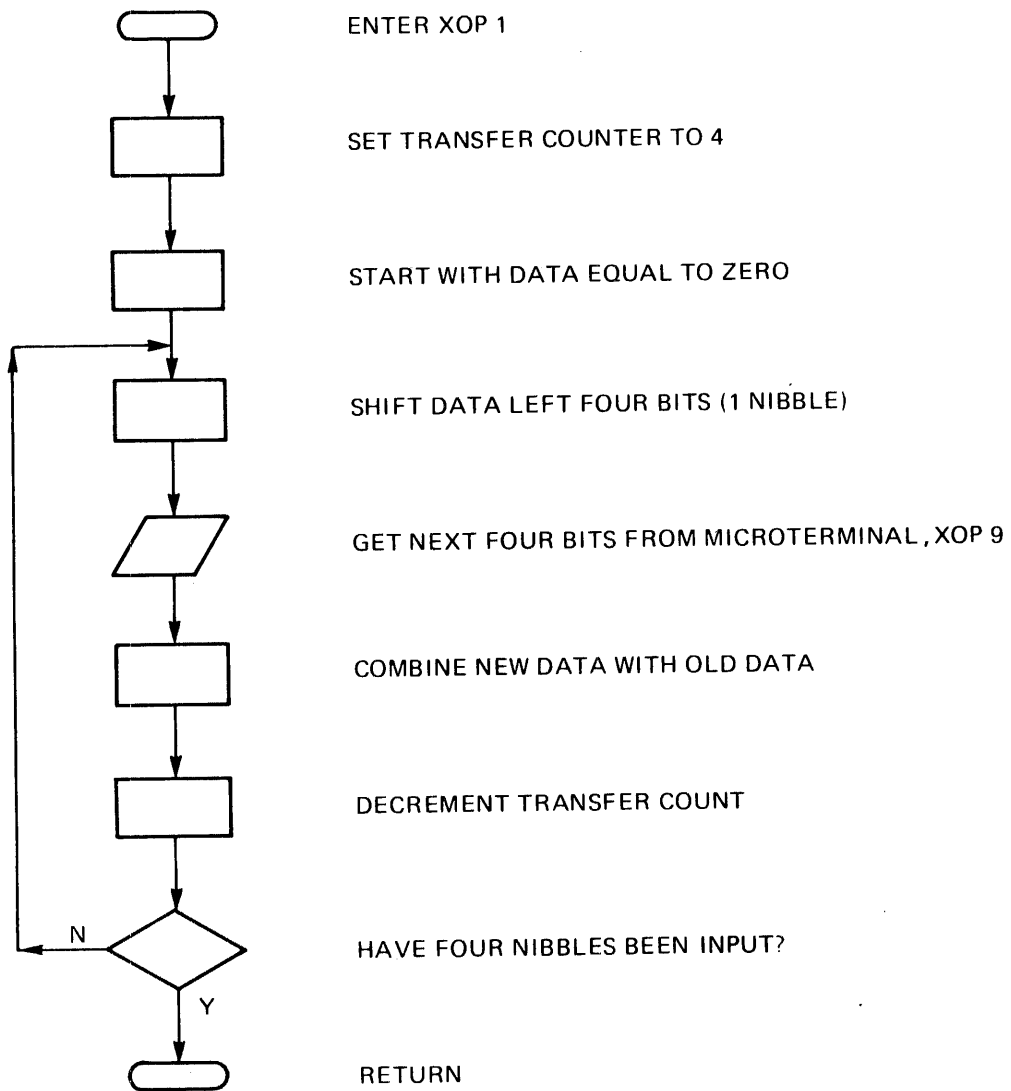 ENTER XOP 1
SET TRANSFER COUNTER TO 4
START WITH DATA EQUAL TO ZERO
SHIFT DATA LEFT FOUR BITS (1 NIBBLE)
GET NEXT FOUR BITS FROM MICROTERMINAL, XOP 9
COMBINE NEW DATA WITH OLD DATA
DECREMENT TRANSFER COUNT
N
HAVE FOUR NIBBLES BEEN INPUT?
Y
RETURN